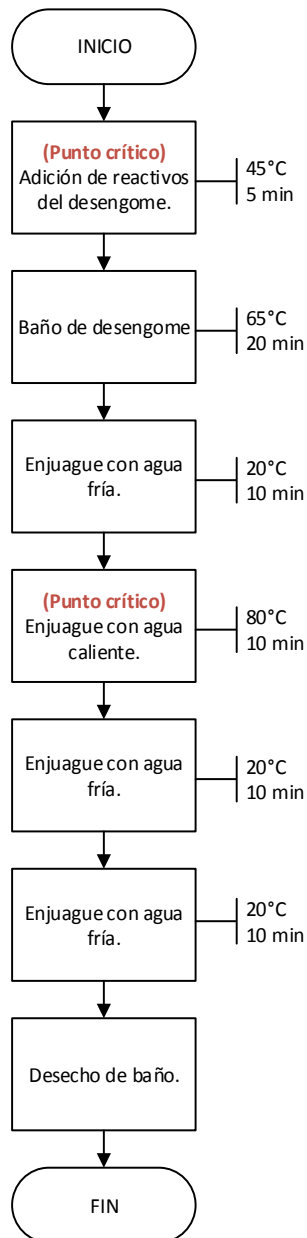 INICIO
(Punto crítico)
Adición de reactivos
del desengome.
45°C
5 min
Baño de desengome
65°C
20 min
Enjuague con agua
fría.
20°C
10 min
(Punto crítico)
Enjuague con agua
caliente.
80°C
10 min
Enjuague con agua
fría.
20°C
10 min
Enjuague con agua
fría.
20°C
10 min
Desecho de baño.
FIN